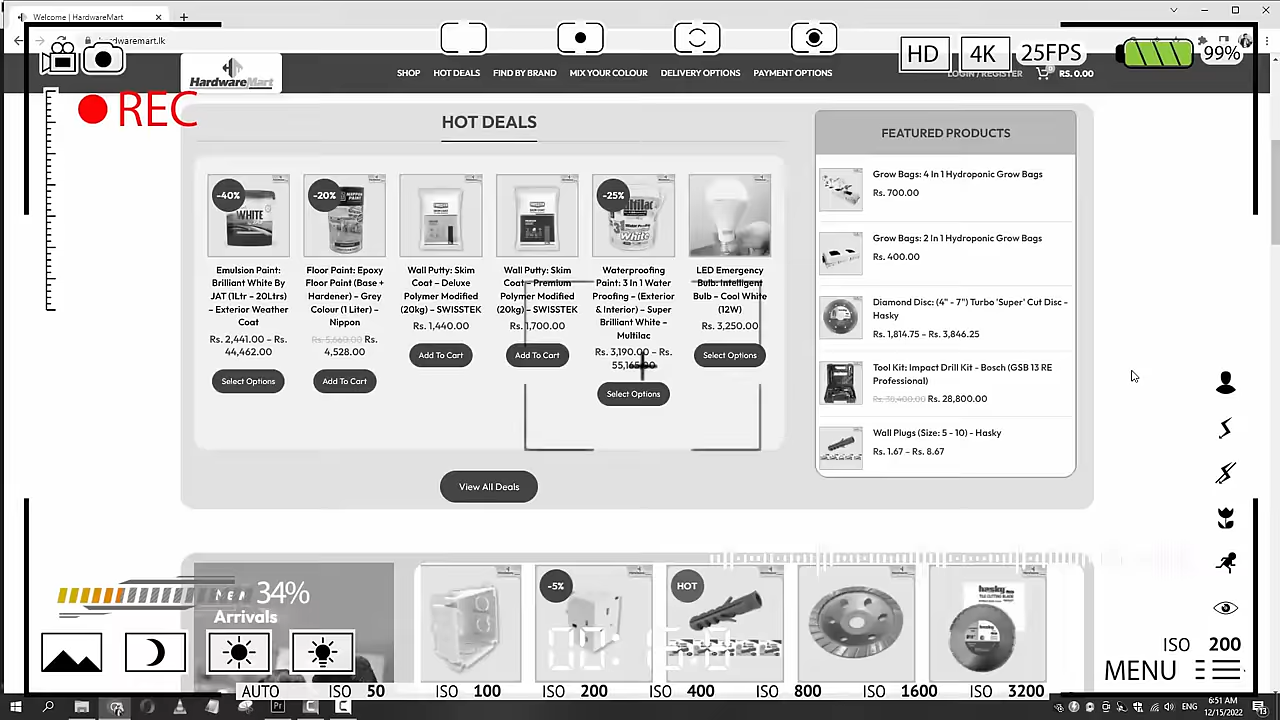 Welcome | HardwareMart
hardwaremart.lk
HD
4K
25FPS
99%
HardwareMart
SHOP
HOT DEALS
FIND BY BRAND
MIX YOUR COLOUR
DELIVERY OPTIONS
PAYMENT OPTIONS
LOGIN / REGISTER
RS. 0.00
REC
HOT DEALS
-40%
Emulsion Paint:
Brilliant White By
JAT (1Ltr – 20Ltrs)
– Exterior Weather
Coat
Rs. 2,441.00 – Rs.
44,462.00
Select Options
-20%
Floor Paint: Epoxy
Floor Paint (Base +
Hardener) – Grey
Colour (1 Liter) –
Nippon
Rs. 5,660.00 Rs.
4,528.00
Add To Cart
Wall Putty: Skim
Coat – Deluxe
Polymer Modified
(20kg) – SWISSTEK
Rs. 1,440.00
Add To Cart
Wall Putty: Skim
Coat – Premium
Polymer Modified
(20kg) – SWISSTEK
Rs. 1,700.00
Add To Cart
-25%
Waterproofing
Paint: 3 In 1 Water
Proofing – (Exterior
& Interior) – Super
Brilliant White –
Multilac
Rs. 3,190.00 – Rs.
55,165.00
Select Options
LED Emergency
Bulb: Intelligent
Bulb – Cool White
(12W)
Rs. 3,250.00
Select Options
View All Deals
FEATURED PRODUCTS
Grow Bags: 4 In 1 Hydroponic Grow Bags
Rs. 700.00
Grow Bags: 2 In 1 Hydroponic Grow Bags
Rs. 400.00
Diamond Disc: (4" - 7") Turbo 'Super' Cut Disc -
Hasky
Rs. 1,814.75 – Rs. 3,846.25
Tool Kit: Impact Drill Kit - Bosch (GSB 13 RE
Professional)
Rs. 38,400.00 Rs. 28,800.00
Wall Plugs (Size: 5 - 10) - Hasky
Rs. 1.67 – Rs. 8.67
34%
Arrivals
-5%
HOT
hasky
ISO 200
MENU
AUTO
ISO 50
ISO 100
ISO 200
ISO 400
ISO 800
ISO 1600
ISO 3200
Pr
ENG
6:51 AM
12/15/2022